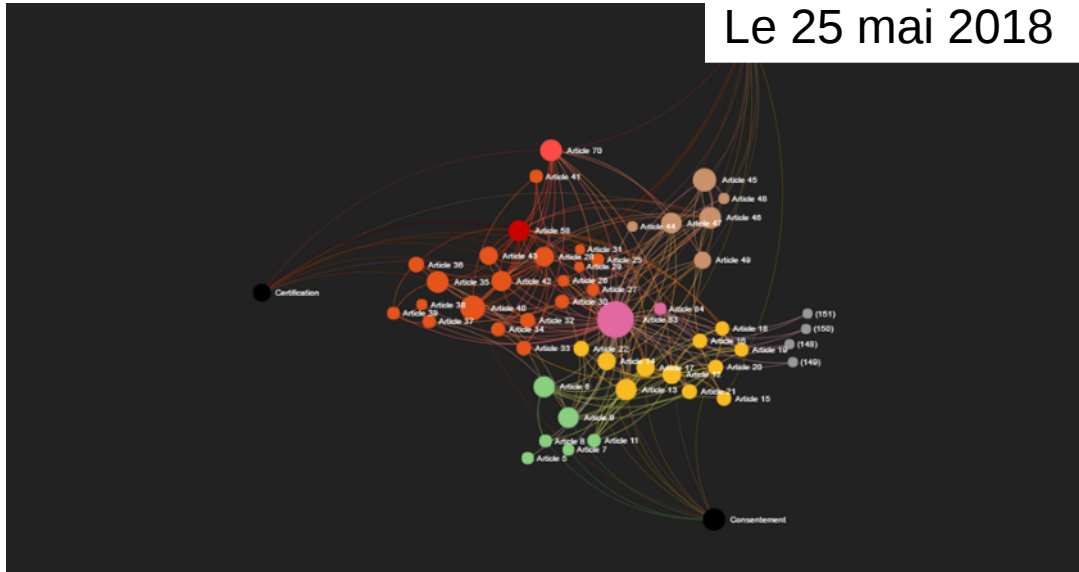 Le 25 mai 2018
Article 70
Article 41
Article 45
Article 48
Article 46
Article 44
Article 47
Article 58
Article 31
Article 43
Article 28
Article 25
Article 49
Article 36
Article 29
Article 35
Article 42
Article 26
Certification
Article 27
Article 38
Article 40
Article 30
Article 84
Article 39
Article 37
Article 32
Article 83
(151)
Article 34
Article 18
(150)
Article 16
(148)
Article 33
Article 22
Article 19
Article 14
(149)
Article 17
Article 20
Article 12
Article 6
Article 13
Article 21
Article 15
Article 9
Article 8
Article 11
Article 7
Article 5
Consentement